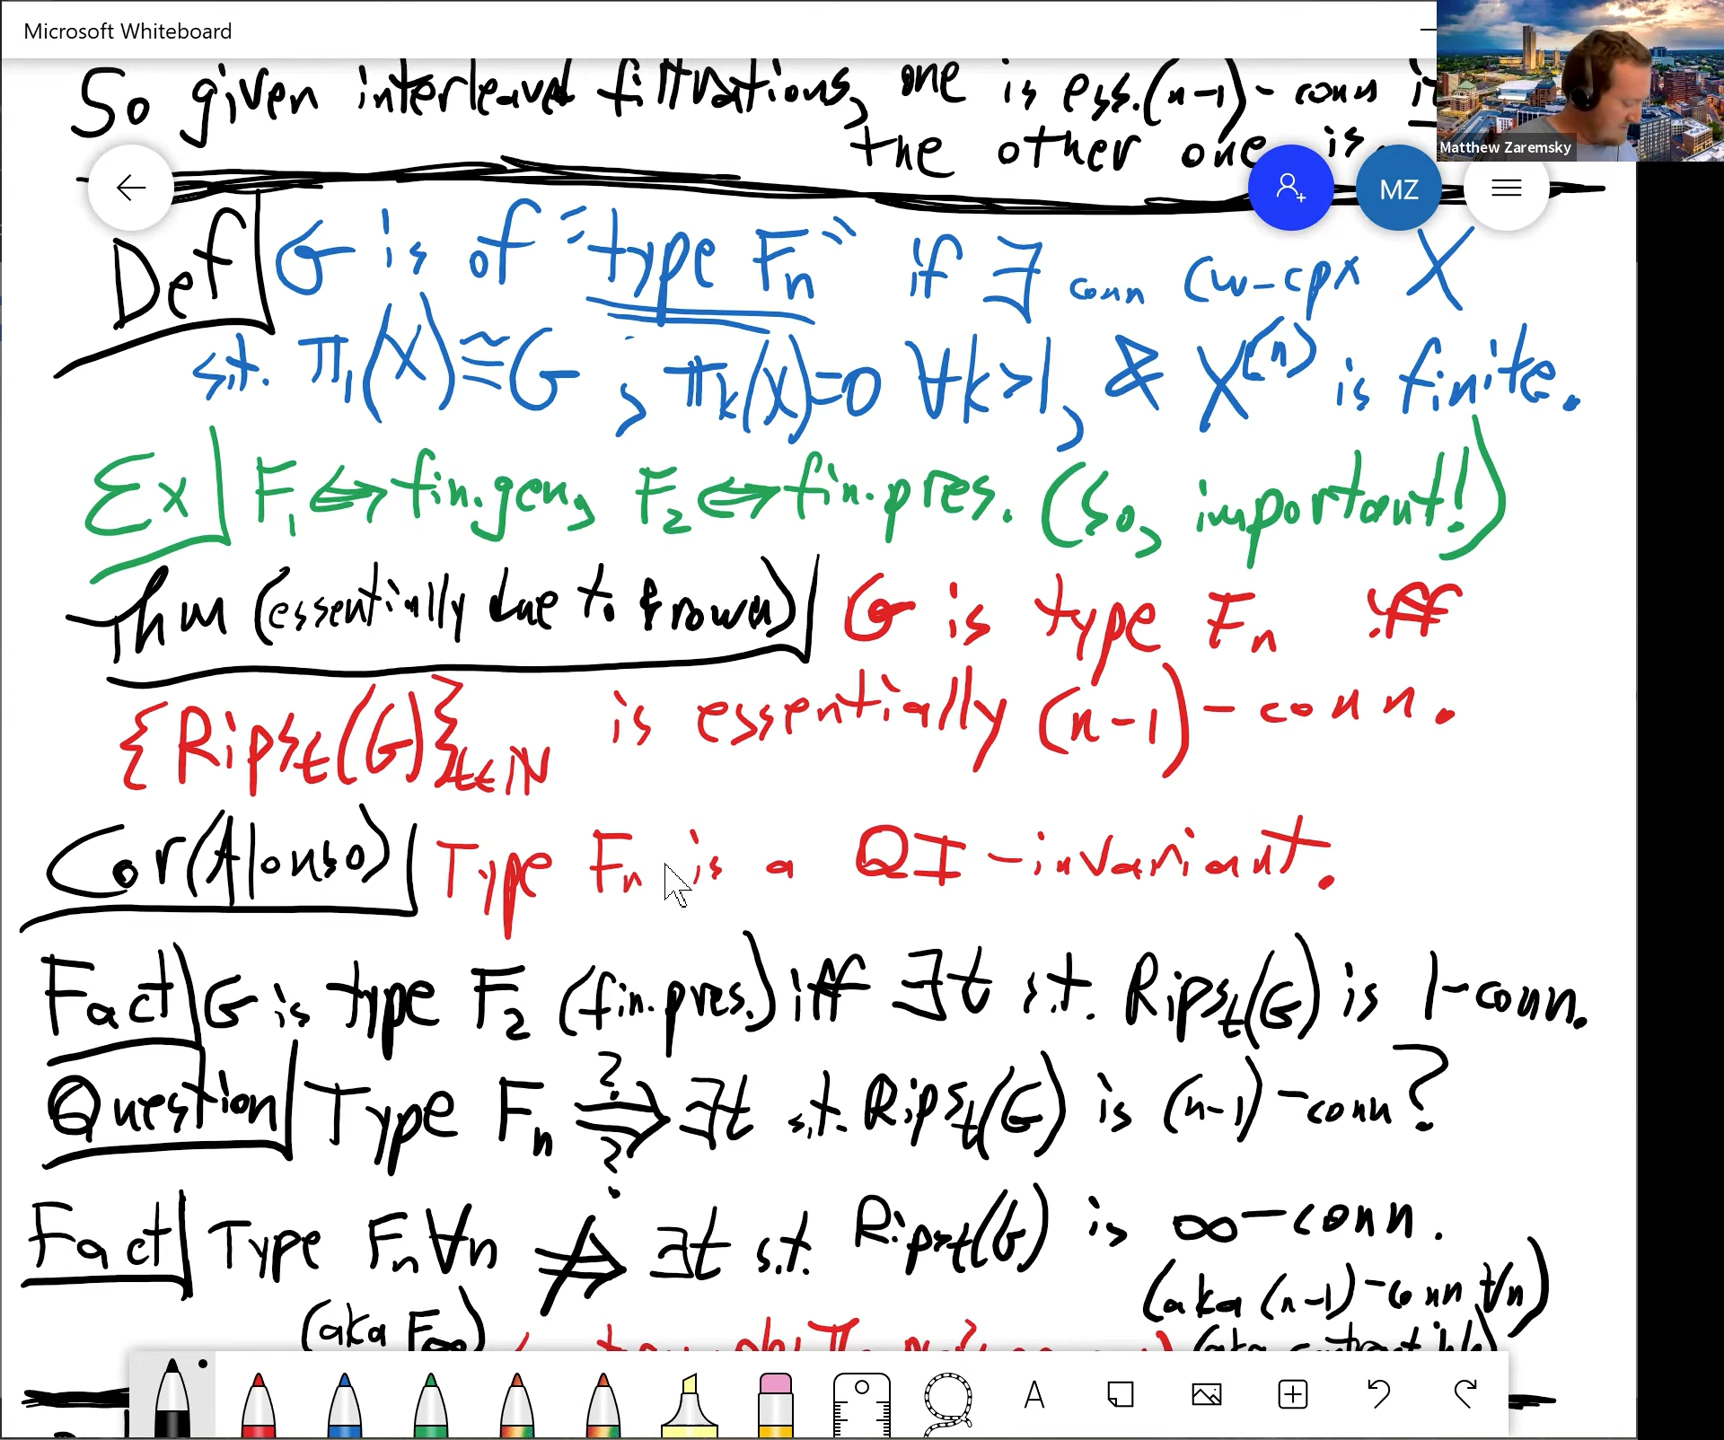 Microsoft Whiteboard
So given interleaved filtrations, one is ess.(n-1)-conn
the other one is
Matthew Zaremsky
MZ
Def G is of "type Fₙ" if ∃ conn CW-cpx X
s.t. π₁(X)≅G, πₖ(X)=0 ∀k>1, & X⁽ⁿ⁾ is finite.
Ex F₁⇔fin.gen, F₂⇔fin.pres. (So, important!)
Thm (essentially due to Brown) G is type Fₙ iff
{Ripsₜ(G)}ₜ∈ℕ is essentially (n-1)-conn.
Cor(Alonso) Type Fₙ is a QI-invariant.
Fact G is type F₂ (fin.pres.) iff ∃t s.t. Ripsₜ(G) is 1-conn.
Question Type Fₙ ?⇒? ∃t s.t. Ripsₜ(G) is (n-1)-conn?
Fact Type Fₙ ∀n ⇏ ∃t s.t. Ripsₜ(G) is ∞-conn.
(aka (n-1)-conn ∀n)
(aka F∞)
A